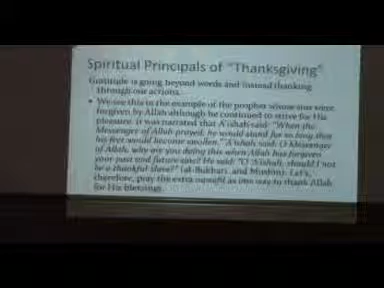 Spiritual Principals of "Thanksgiving"
Gratitude is going beyond words and instead thanking
through our actions.
• We see this in the example of the prophet whose sins were
forgiven by Allah although he continued to strive for His
pleasure. It was narrated that A'ishah said: "When the
Messenger of Allah prayed, he would stand for so long that
his feet would become swollen." A'ishah said: O Messenger
of Allah, why are you doing this when Allah has forgiven
your past and future sins? He said: "O 'A'ishah, should I not
be a thankful slave?" (al-Bukhari and Muslim). Let's,
therefore, pray the extra as one way to thank Allah
for His blessings.